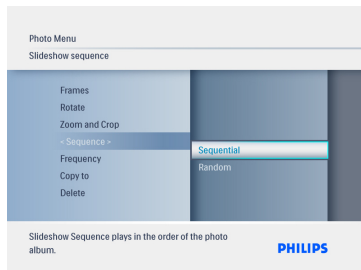 Photo Menu
Slideshow sequence
Frames
Rotate
Zoom and Crop
< Sequence >
Frequency
Copy to
Delete
Sequential
Random
Slideshow Sequence plays in the order of the photo
album.
PHILIPS